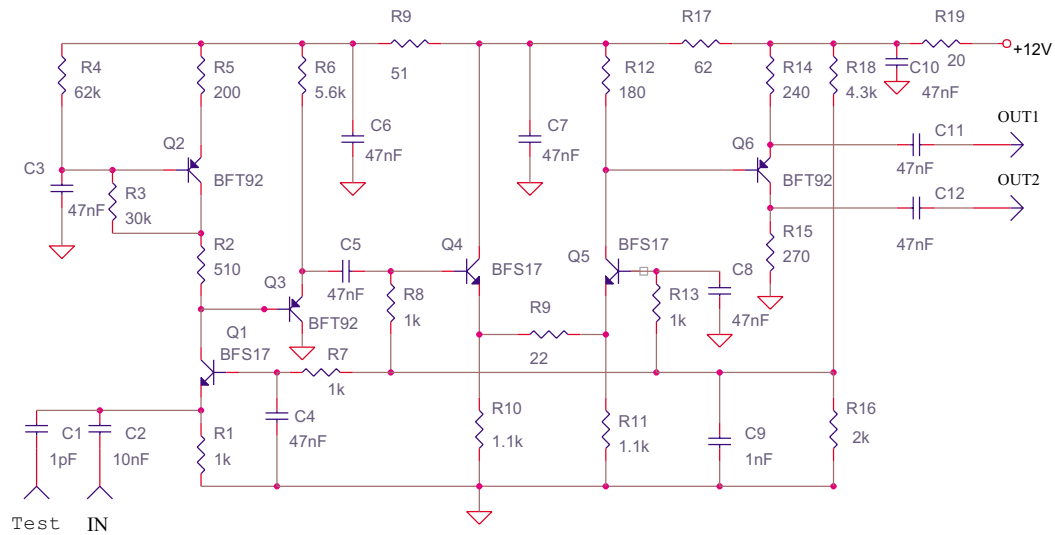 R9
51
R17
62
R19
20
+12V
R4
62k
R5
200
R6
5.6k
R12
180
R14
240
R18
4.3k
C10
47nF
C6
47nF
C7
47nF
Q2
BFT92
C3
47nF
R3
30k
Q6
BFT92
C11
47nF
OUT1
OUT2
C12
47nF
R2
510
C5
47nF
Q4
BFS17
Q5
BFS17
R15
270
Q3
BFT92
R8
1k
R13
1k
C8
47nF
R9
22
Q1
BFS17
R7
1k
C4
47nF
R10
1.1k
R11
1.1k
C9
1nF
R16
2k
C1
1pF
C2
10nF
R1
1k
Test
IN